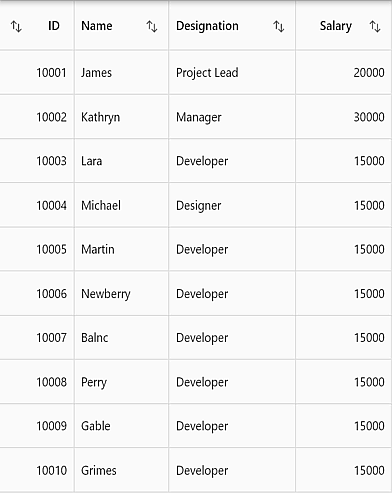 ID Name Designation Salary
10001 James Project Lead 20000
10002 Kathryn Manager 30000
10003 Lara Developer 15000
10004 Michael Designer 15000
10005 Martin Developer 15000
10006 Newberry Developer 15000
10007 Balnc Developer 15000
10008 Perry Developer 15000
10009 Gable Developer 15000
10010 Grimes Developer 15000